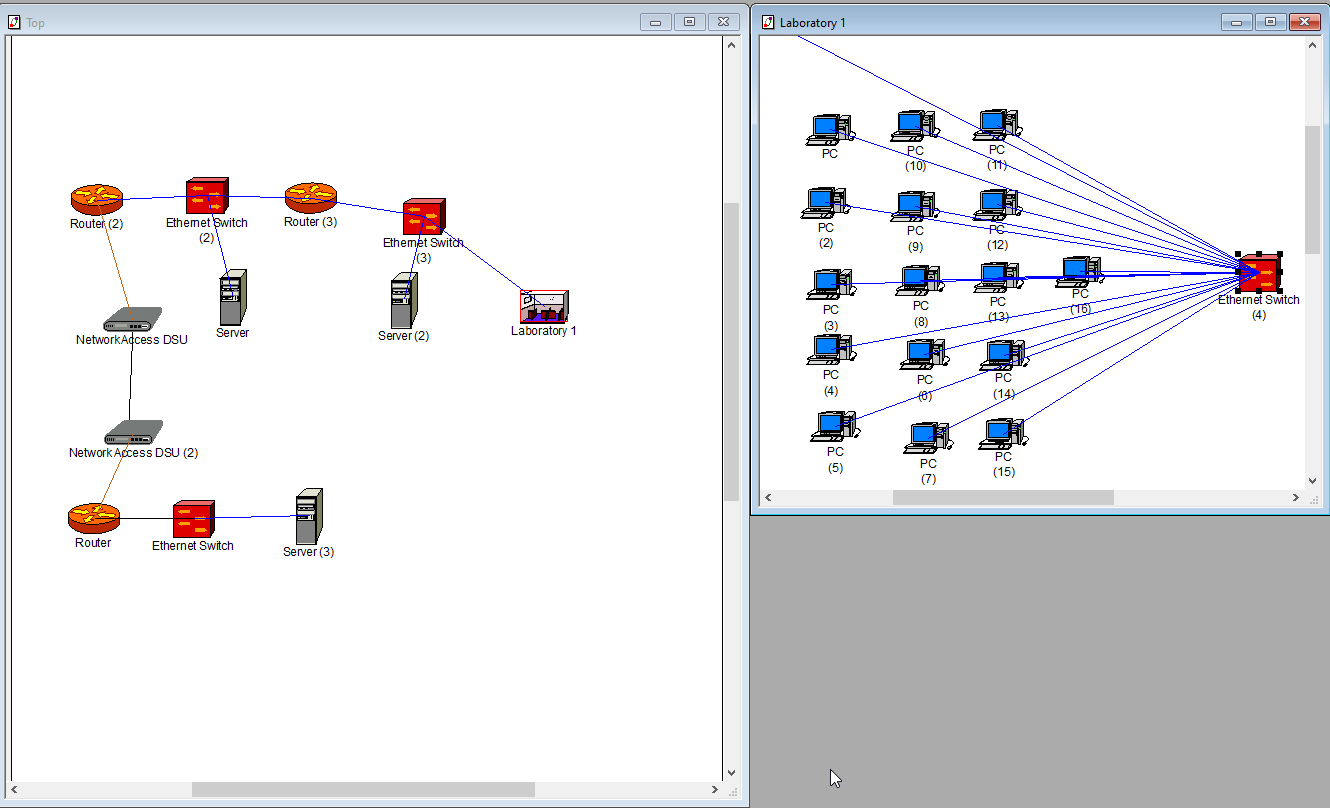 Top
Router (2)
Ethernet Switch
(2)
Router (3)
Ethernet Switch
(3)
NetworkAccess DSU
Server
Server (2)
Laboratory 1
NetworkAccess DSU (2)
Router
Ethernet Switch
Server (3)
Laboratory 1
PC
PC
(10)
PC
(11)
PC
(2)
PC
(9)
PC
(12)
PC
(3)
PC
(8)
PC
(13)
PC
(16)
Ethernet Switch
(4)
PC
(4)
PC
(6)
PC
(14)
PC
(5)
PC
(7)
PC
(15)